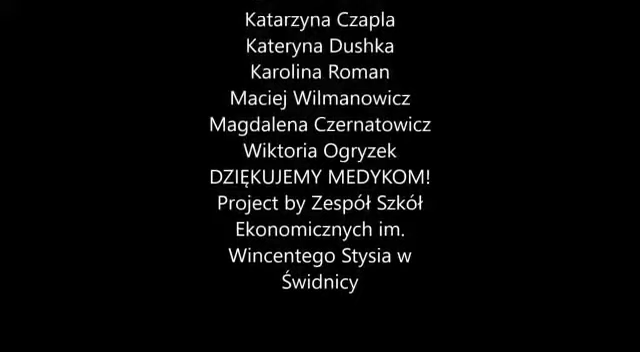 Katarzyna Czapla
Kateryna Dushka
Karolina Roman
Maciej Wilmanowicz
Magdalena Czernatowicz
Wiktoria Ogryzek
DZIĘKUJEMY MEDYKOM!
Project by Zespół Szkół
Ekonomicznych im.
Wincentego Stysia w
Świdnicy